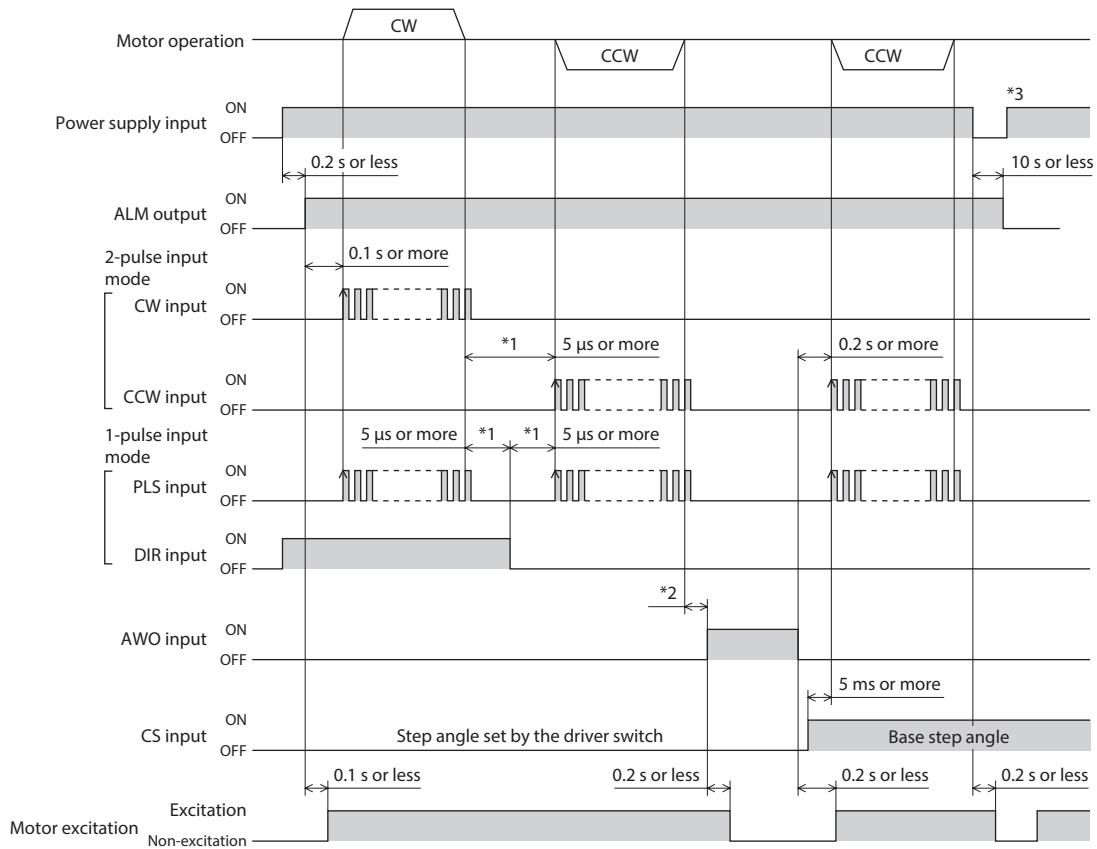 Motor operation
CW
CCW
CCW
Power supply input
ON
OFF
*3
0.2 s or less
10 s or less
ALM output
ON
OFF
2-pulse input
mode
0.1 s or more
CW input
ON
OFF
*1
5 µs or more
0.2 s or more
CCW input
ON
OFF
1-pulse input
mode
5 µs or more
*1
*1
5 µs or more
PLS input
ON
OFF
DIR input
ON
OFF
*2
AWO input
ON
OFF
5 ms or more
CS input
ON
OFF
Step angle set by the driver switch
Base step angle
0.1 s or less
0.2 s or less
0.2 s or less
0.2 s or less
Motor excitation
Excitation
Non-excitation